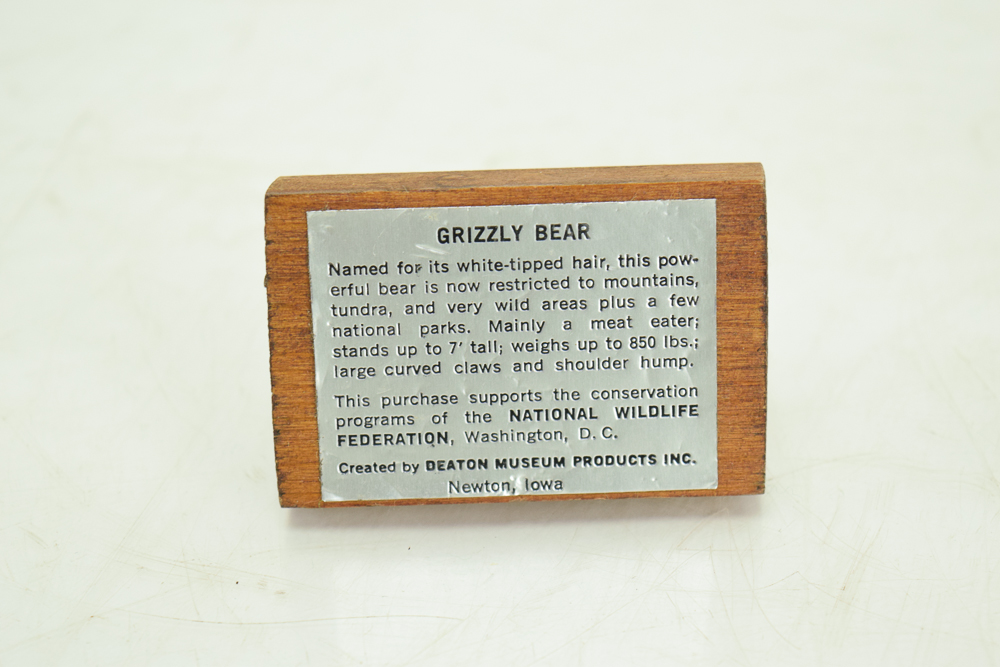 GRIZZLY BEAR
Named for its white-tipped hair, this pow-
erful bear is now restricted to mountains,
tundra, and very wild areas plus a few
national parks. Mainly a meat eater;
stands up to 7' tall; weighs up to 850 lbs.;
large curved claws and shoulder hump.
This purchase supports the conservation
programs of the NATIONAL WILDLIFE
FEDERATION, Washington, D. C.
Created by DEATON MUSEUM PRODUCTS INC.
Newton, Iowa